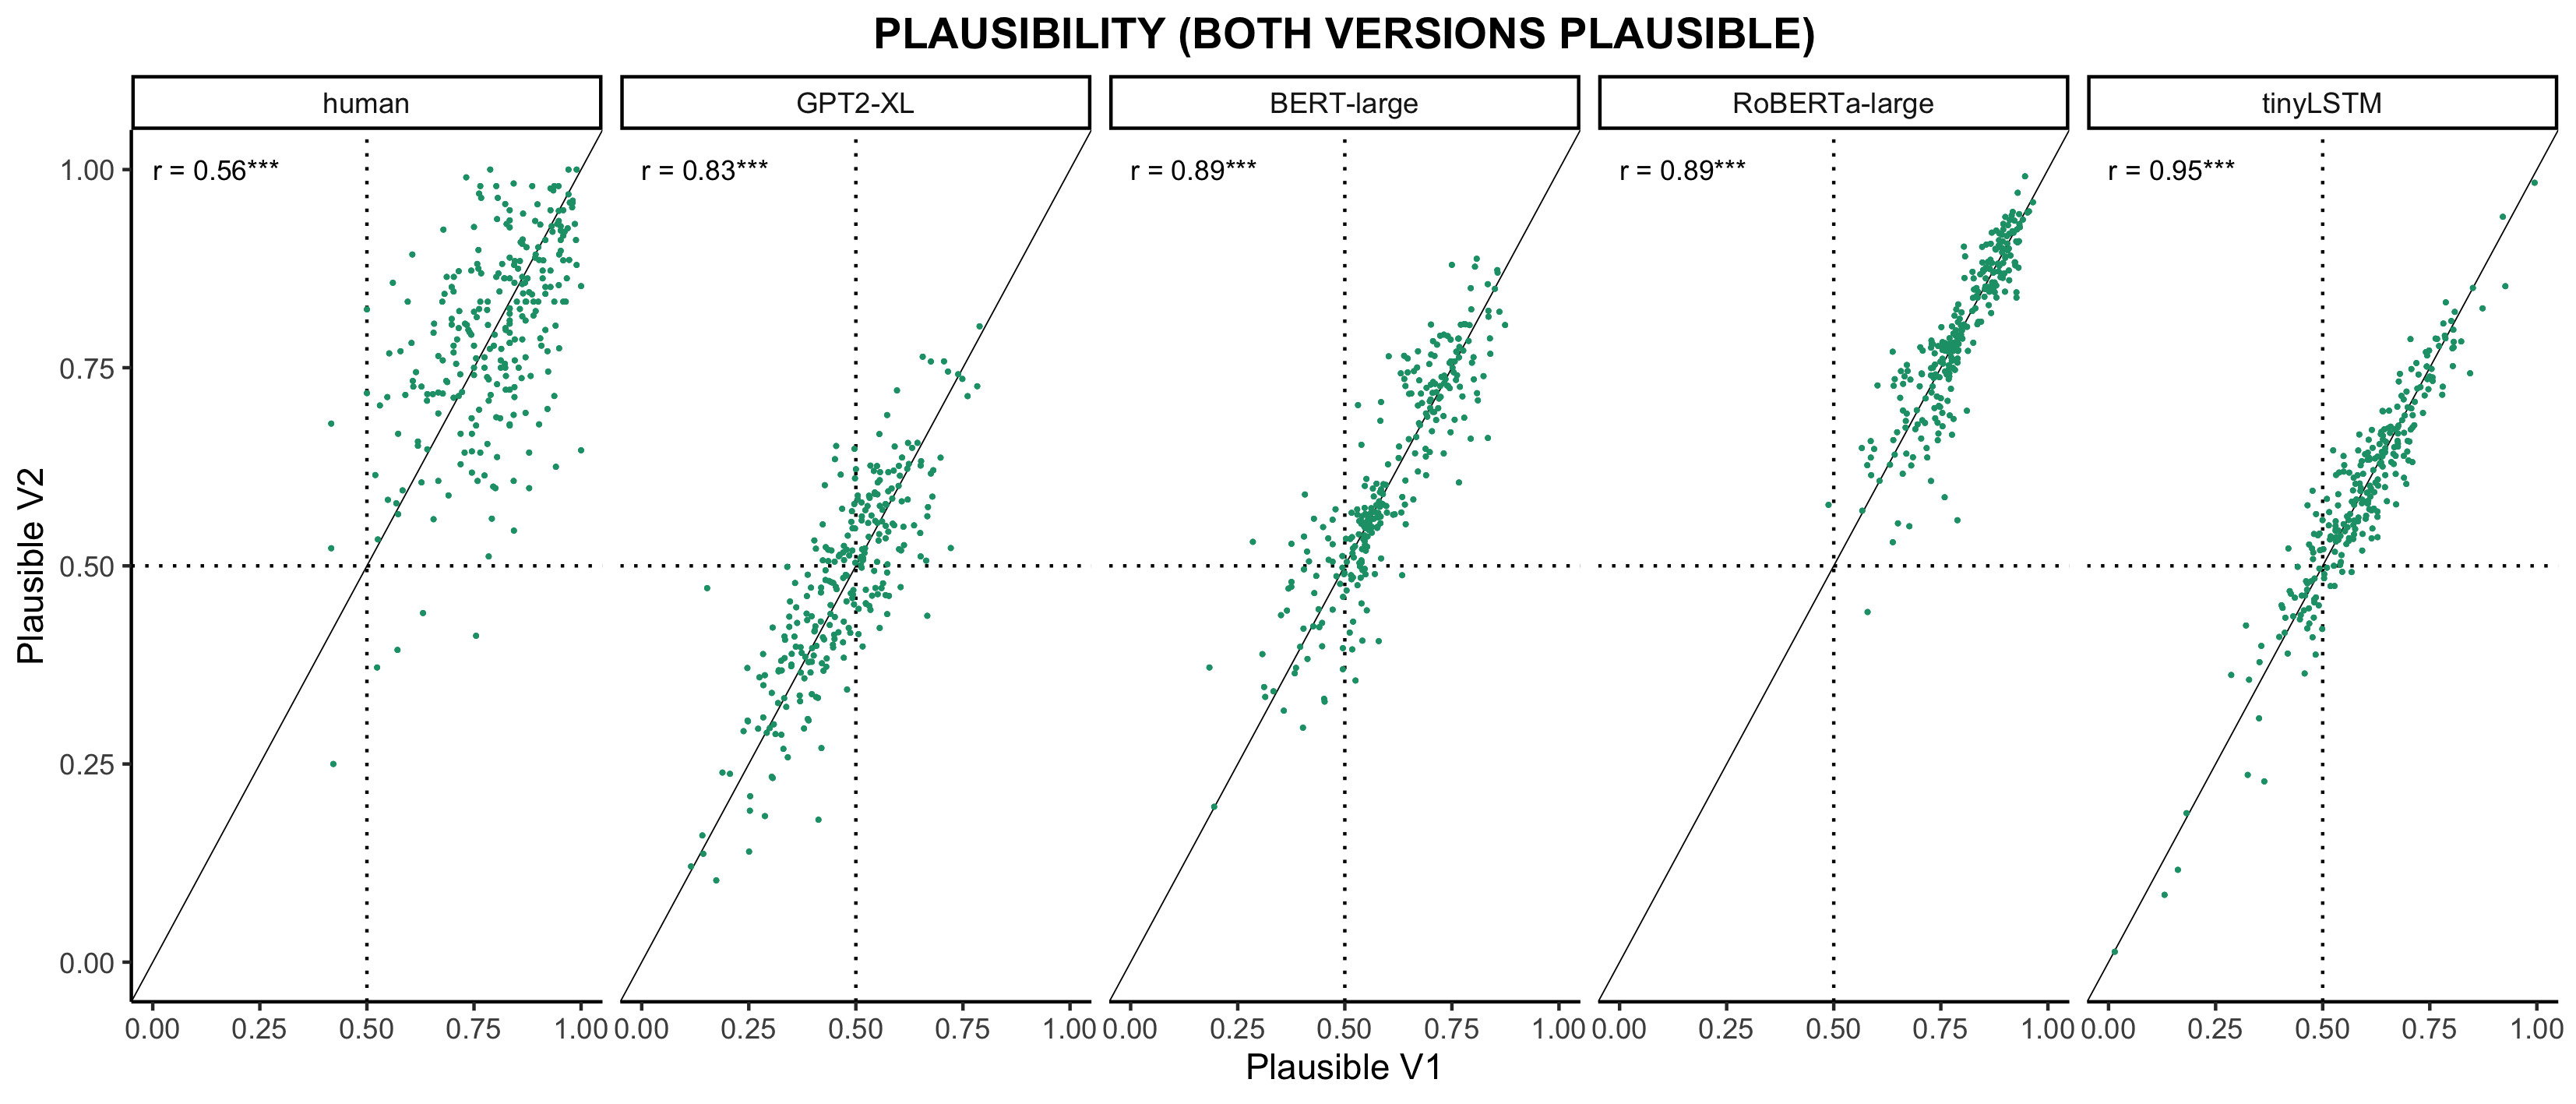 PLAUSIBILITY (BOTH VERSIONS PLAUSIBLE)
human GPT2-XL BERT-large RoBERTa-large tinyLSTM
r = 0.56*** r = 0.83*** r = 0.89*** r = 0.89*** r = 0.95***
1.00
0.75
0.50
0.25
0.00
Plausible V2
0.00 0.25 0.50 0.75 1.00 0.00 0.25 0.50 0.75 1.00 0.00 0.25 0.50 0.75 1.00 0.00 0.25 0.50 0.75 1.00 0.00 0.25 0.50 0.75 1.00
Plausible V1